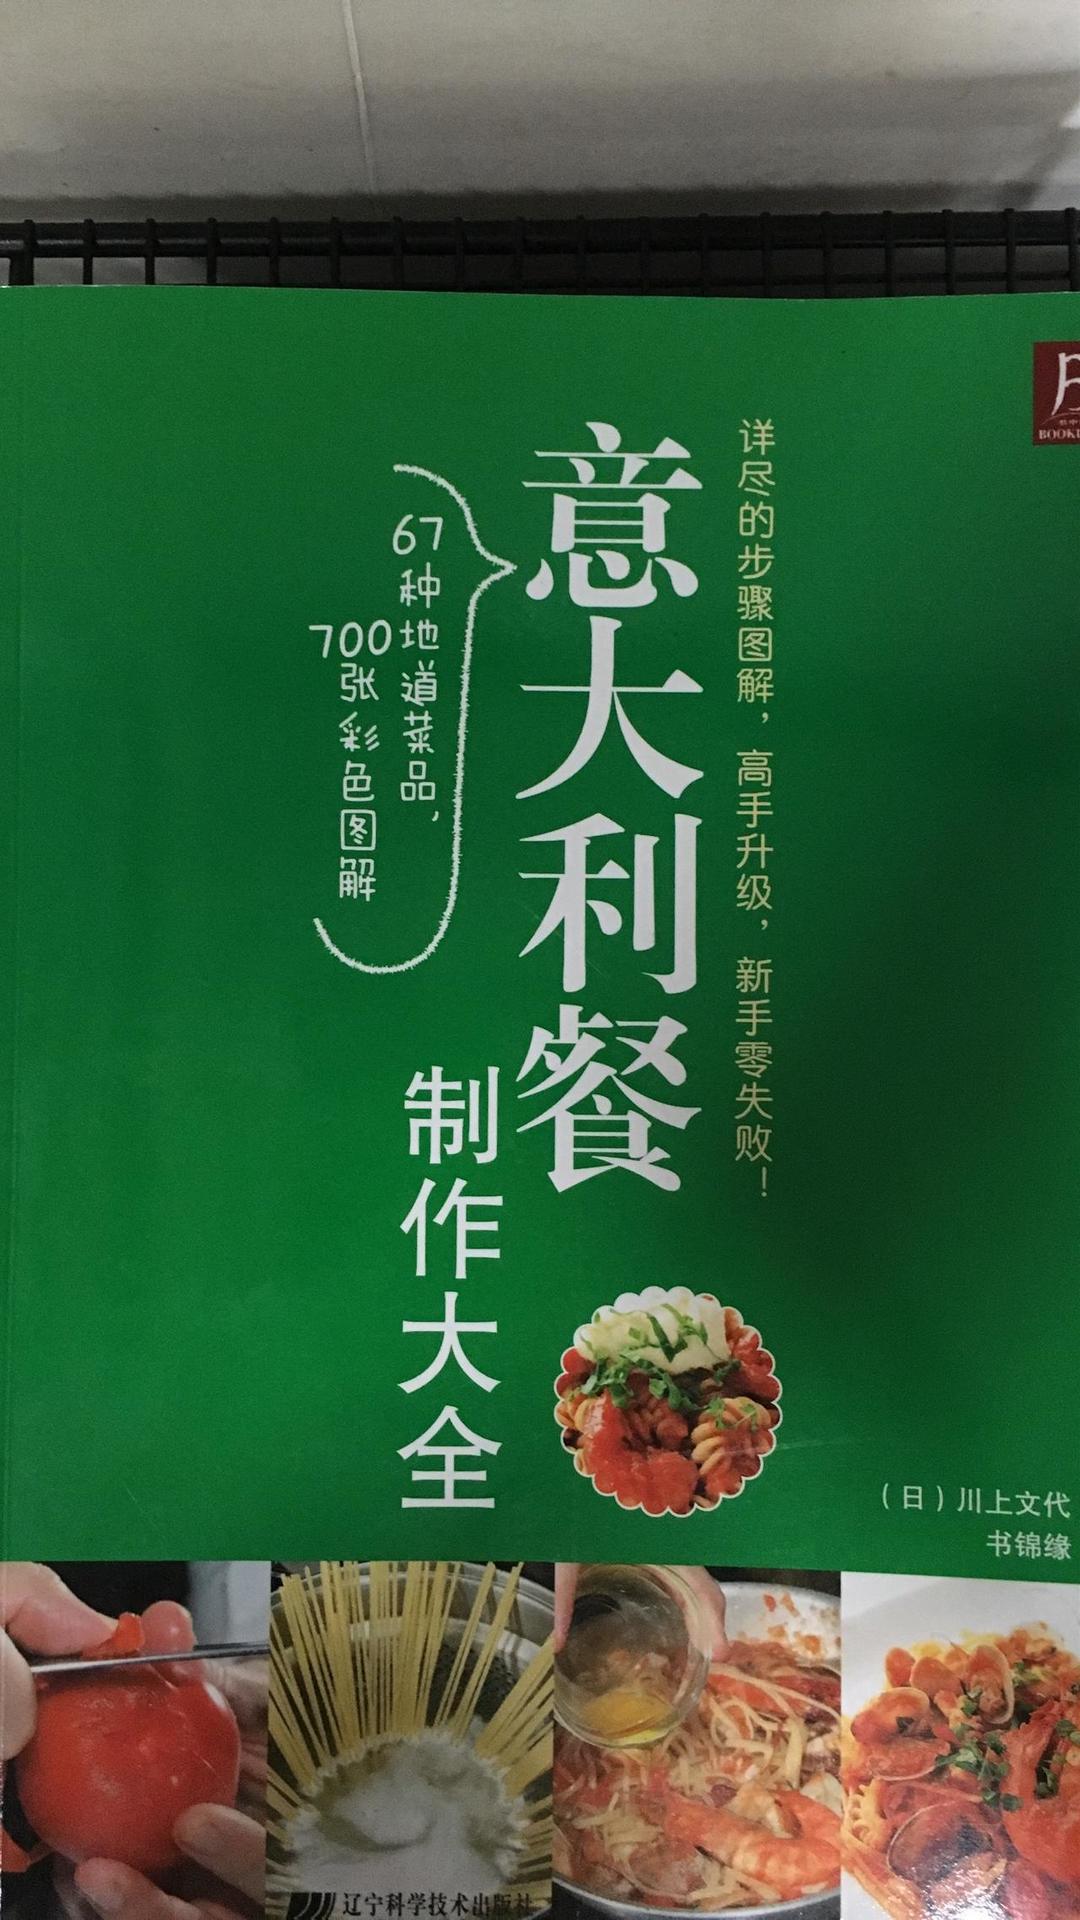 详尽的步骤图解，高手升级，新手零失败！
意大利餐
制作大全
67种地道菜品，
700张彩色图解
（日）川上文代
书锦缘
辽宁科学技术出版社